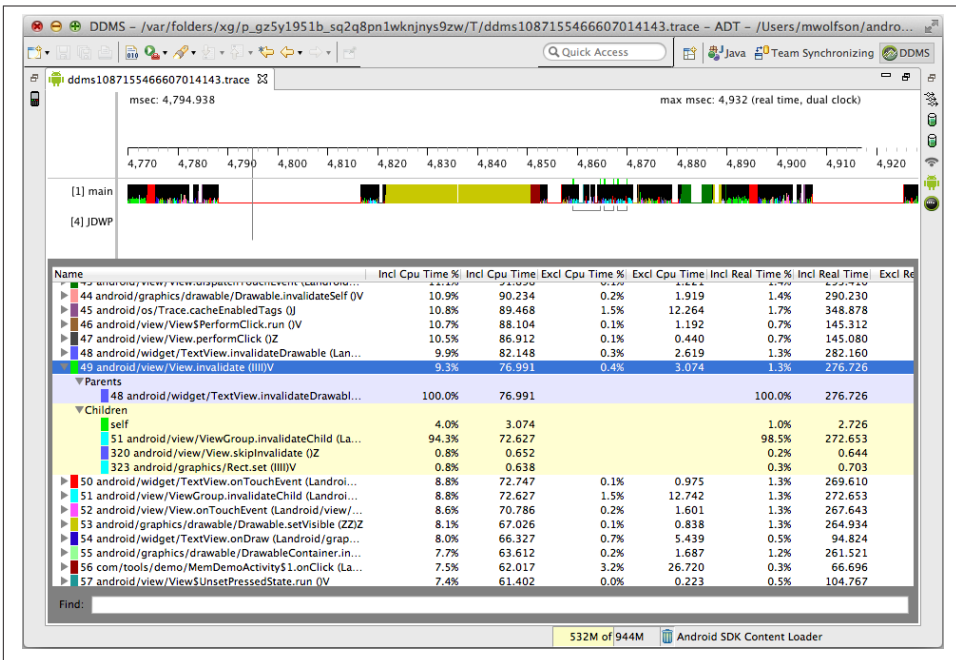 DDMS – /var/folders/xg/p_gz5y1951b_sq2q8pn1wknjnys9zw/T/ddms1087155466607014143.trace – ADT – /Users/mwolfson/andro...
Quick Access
Java
Team Synchronizing
DDMS
ddms1087155466607014143.trace
msec: 4,794.938
max msec: 4,932 (real time, dual clock)
4,770 4,780 4,790 4,800 4,810 4,820 4,830 4,840 4,850 4,860 4,870 4,880 4,890 4,900 4,910 4,920
[1] main
[4] JDWP
Name Incl Cpu Time % Incl Cpu Time Excl Cpu Time % Excl Cpu Time Incl Real Time % Incl Real Time Excl Re
44 android/graphics/drawable/Drawable.invalidateSelf ()V 10.9% 90.234 0.2% 1.919 1.4% 290.230
45 android/os/Trace.cacheEnabledTags ()J 10.8% 89.468 1.5% 12.264 1.7% 348.878
46 android/view/View$PerformClick.run ()V 10.7% 88.104 0.1% 1.192 0.7% 145.312
47 android/view/View.performClick ()Z 10.5% 86.912 0.1% 0.440 0.7% 145.080
48 android/widget/TextView.invalidateDrawable (Lan... 9.9% 82.148 0.3% 2.619 1.3% 282.160
49 android/view/View.invalidate (IIII)V 9.3% 76.991 0.4% 3.074 1.3% 276.726
Parents
48 android/widget/TextView.invalidateDrawabl... 100.0% 76.991 100.0% 276.726
Children
self 4.0% 3.074 1.0% 2.726
51 android/view/ViewGroup.invalidateChild (La... 94.3% 72.627 98.5% 272.653
320 android/view/View.skipInvalidate ()Z 0.8% 0.652 0.2% 0.644
323 android/graphics/Rect.set (IIII)V 0.8% 0.638 0.3% 0.703
50 android/widget/TextView.onTouchEvent (Landroi... 8.8% 72.747 0.1% 0.975 1.3% 269.610
51 android/view/ViewGroup.invalidateChild (Landroi... 8.8% 72.627 1.5% 12.742 1.3% 272.653
52 android/view/View.onTouchEvent (Landroid/view/... 8.6% 70.786 0.2% 1.601 1.3% 267.643
53 android/graphics/drawable/Drawable.setVisible (ZZ)Z 8.1% 67.026 0.1% 0.838 1.3% 264.934
54 android/widget/TextView.onDraw (Landroid/grap... 8.0% 66.327 0.7% 5.439 0.5% 94.824
55 android/graphics/drawable/DrawableContainer.in... 7.7% 63.612 0.2% 1.687 1.2% 261.521
56 com/tools/demo/MemDemoActivity$1.onClick (La... 7.5% 62.017 3.2% 26.720 0.3% 66.696
57 android/view/View$UnsetPressedState.run ()V 7.4% 61.402 0.0% 0.223 0.5% 104.767
Find:
532M of 944M
Android SDK Content Loader